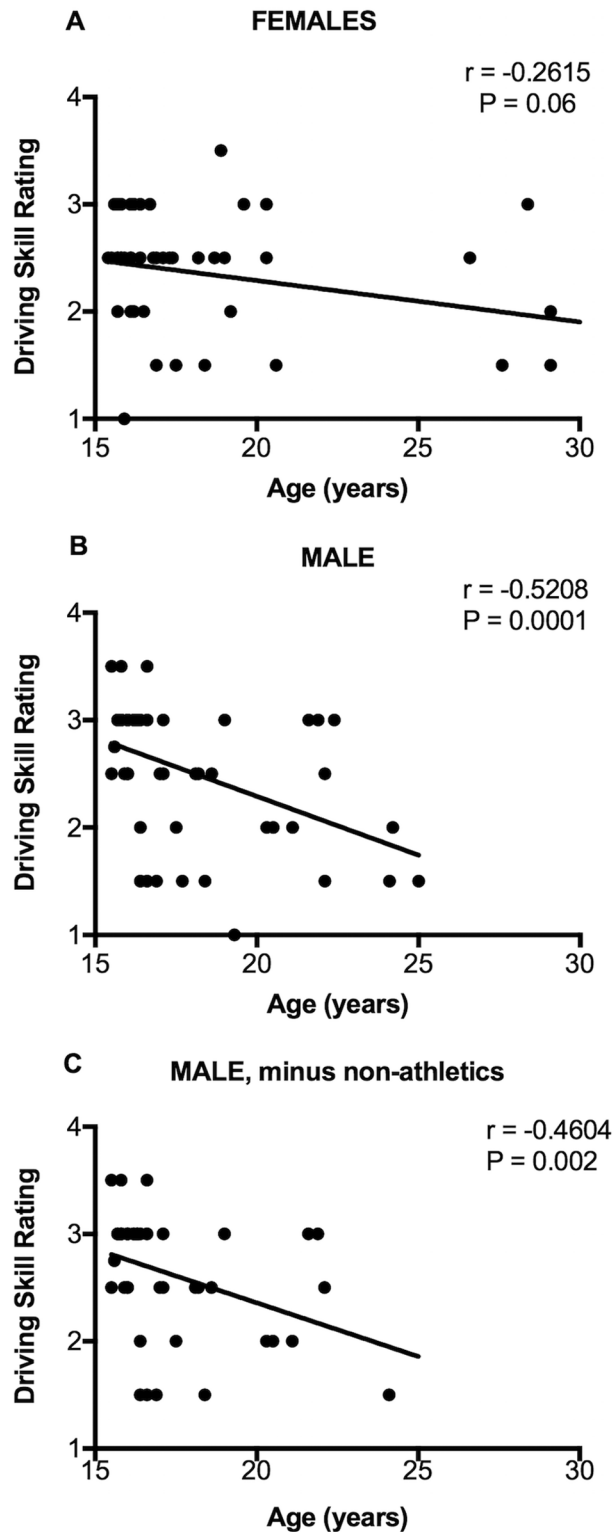 A
FEMALES
r = -0.2615
P = 0.06
Driving Skill Rating
4
3
2
1
15
20
25
30
Age (years)
B
MALE
r = -0.5208
P = 0.0001
Driving Skill Rating
4
3
2
1
15
20
25
30
Age (years)
C
MALE, minus non-athletics
r = -0.4604
P = 0.002
Driving Skill Rating
4
3
2
1
15
20
25
30
Age (years)